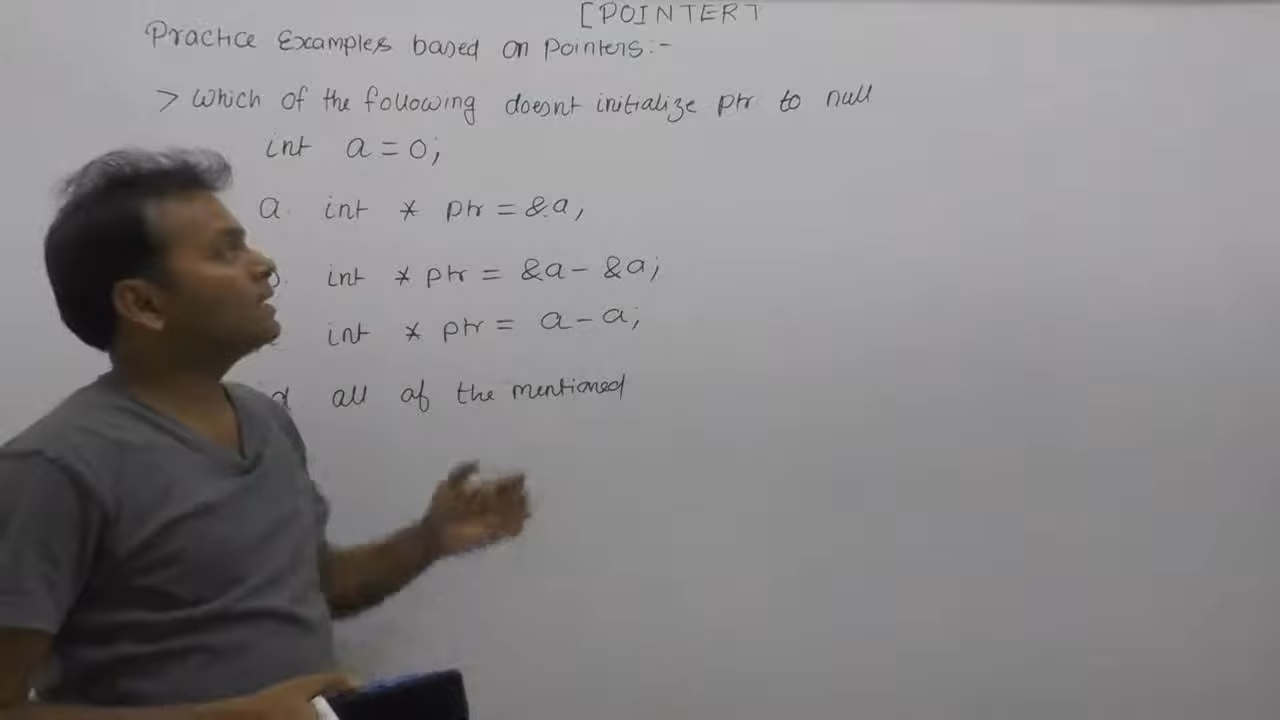 [POINTER]
Practice Examples based on Pointers:-
> Which of the following doesnt initialize ptr to null
int a = 0;
a. int * ptr = &a;
int * ptr = &a - &a;
int * ptr = a - a;
d all of the mentioned